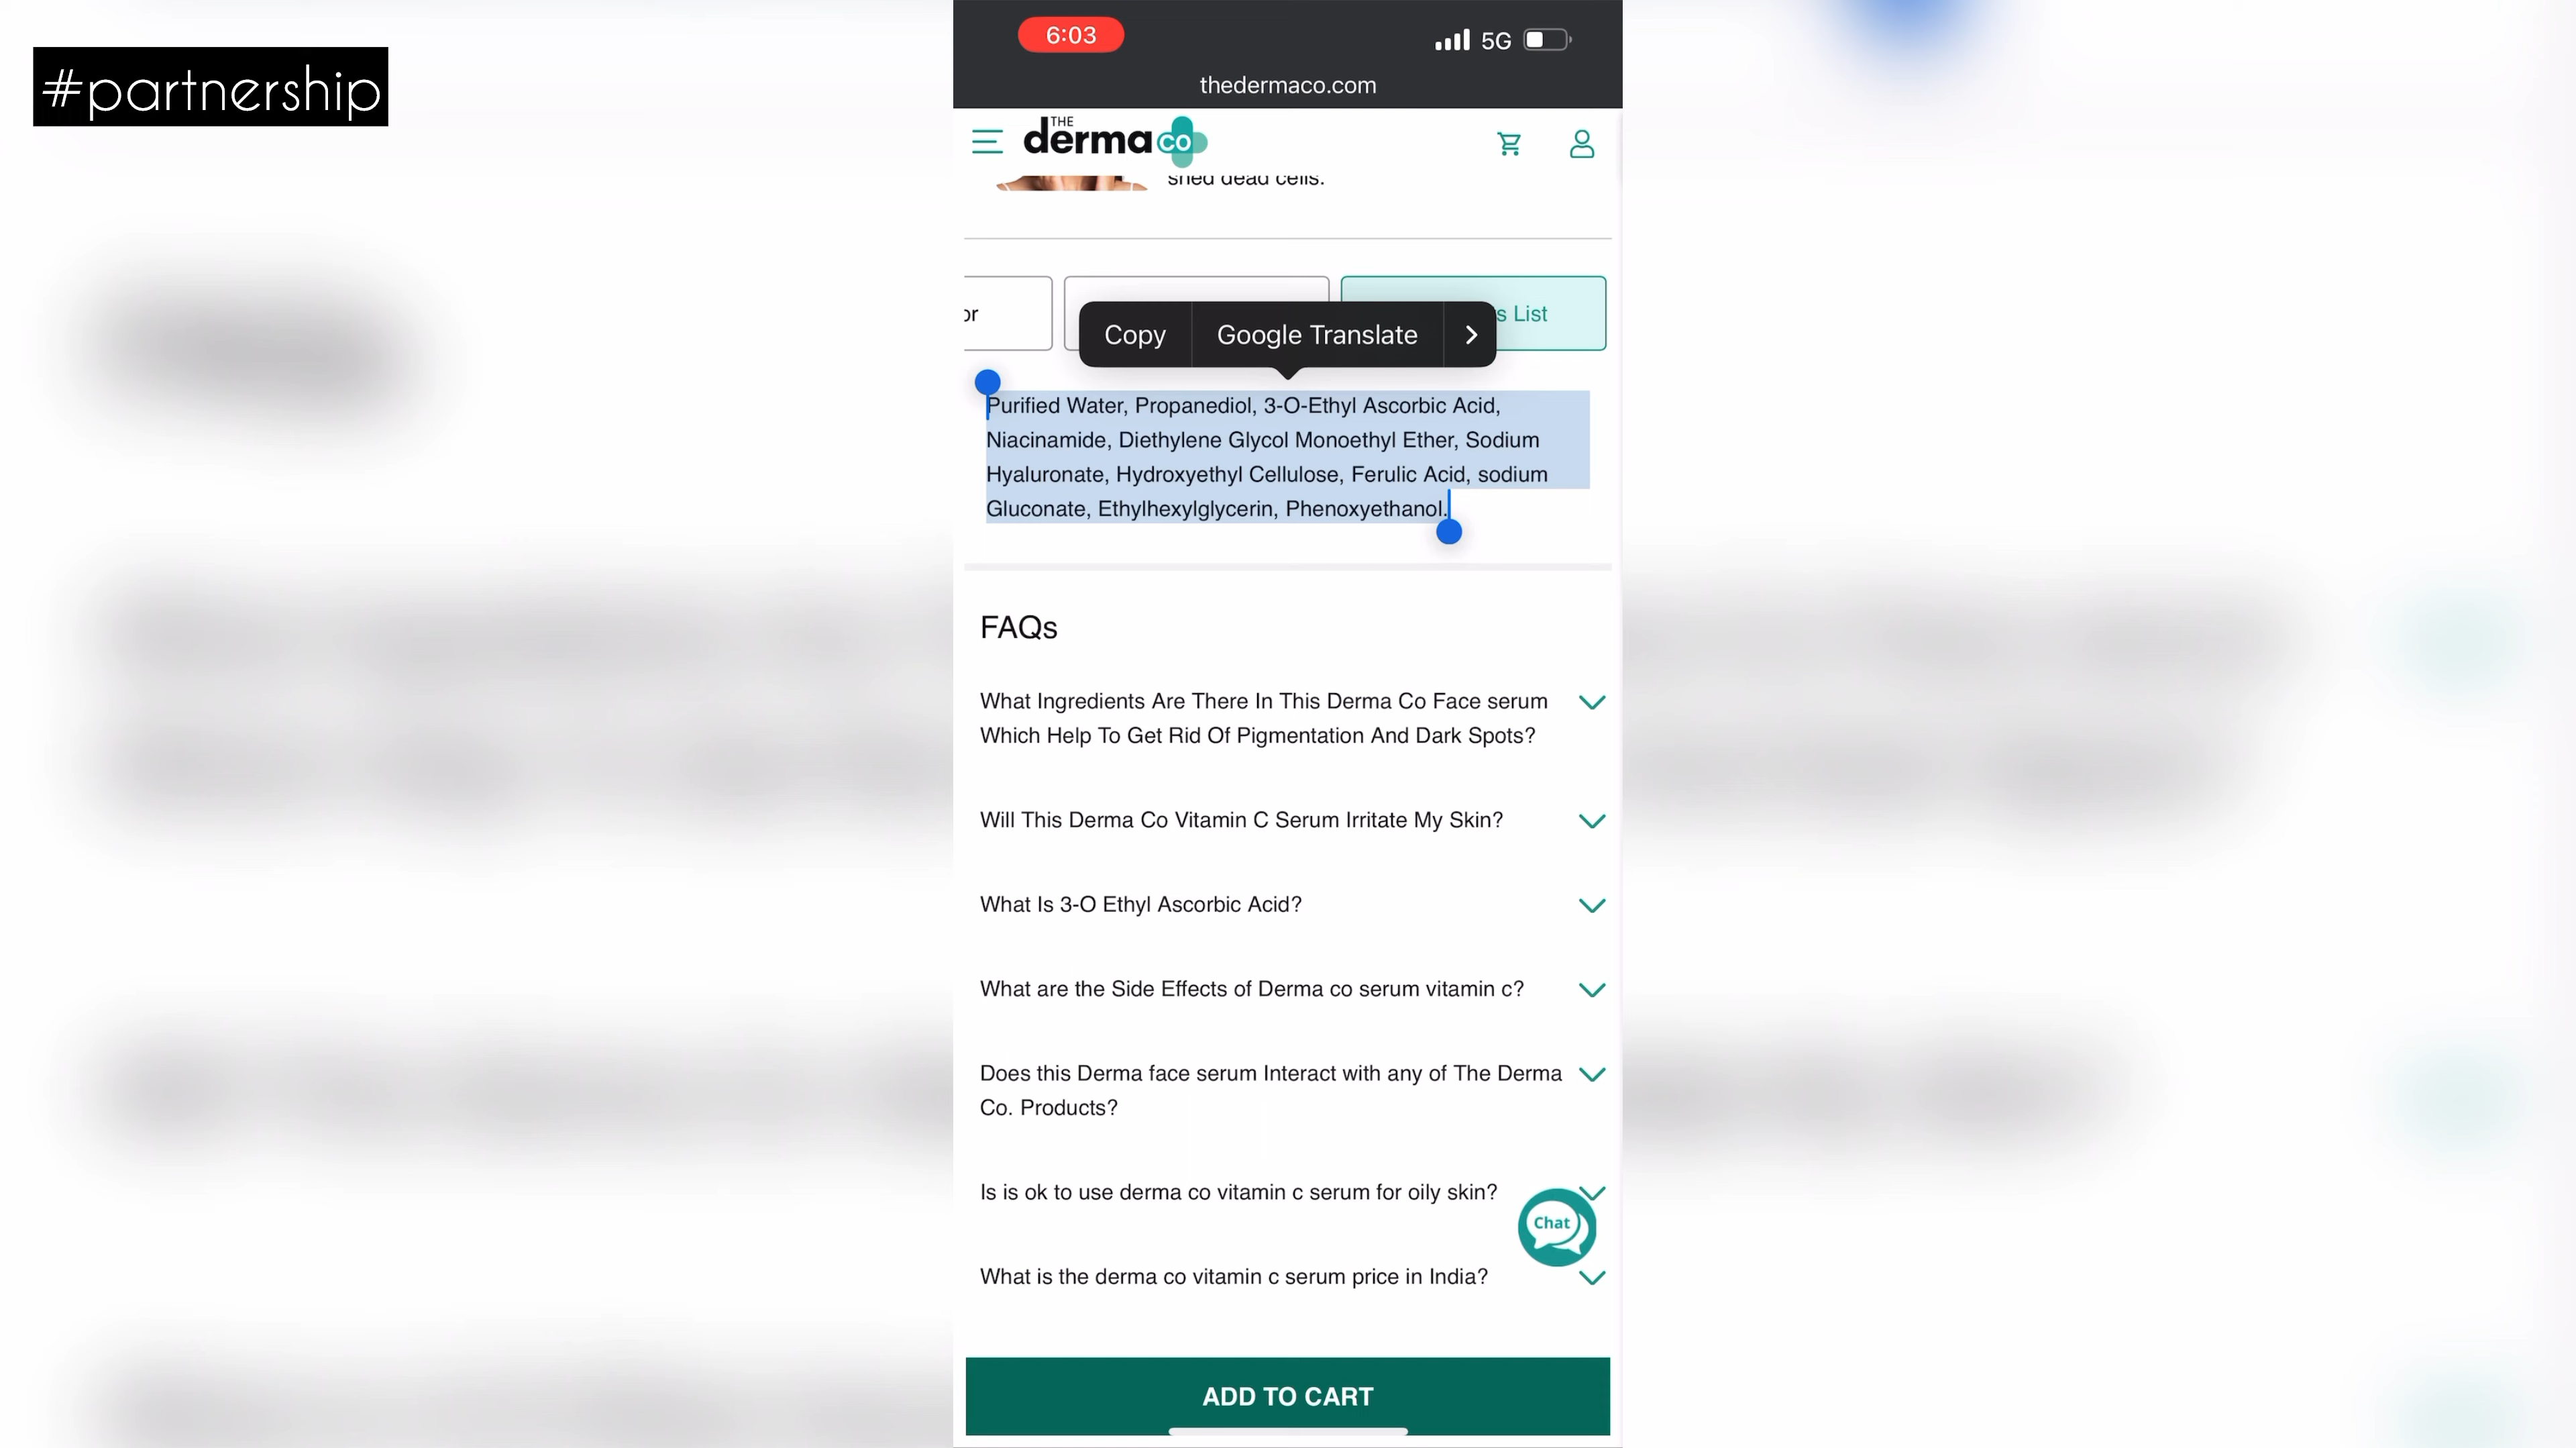 #partnership
6:03
5G
thedermaco.com
THE
derma co
shed dead cells.
or
s List
Copy
Google Translate
Purified Water, Propanediol, 3-O-Ethyl Ascorbic Acid,
Niacinamide, Diethylene Glycol Monoethyl Ether, Sodium
Hyaluronate, Hydroxyethyl Cellulose, Ferulic Acid, sodium
Gluconate, Ethylhexylglycerin, Phenoxyethanol.
FAQs
What Ingredients Are There In This Derma Co Face serum
Which Help To Get Rid Of Pigmentation And Dark Spots?
Will This Derma Co Vitamin C Serum Irritate My Skin?
What Is 3-O Ethyl Ascorbic Acid?
What are the Side Effects of Derma co serum vitamin c?
Does this Derma face serum Interact with any of The Derma
Co. Products?
Is is ok to use derma co vitamin c serum for oily skin?
Chat
What is the derma co vitamin c serum price in India?
ADD TO CART